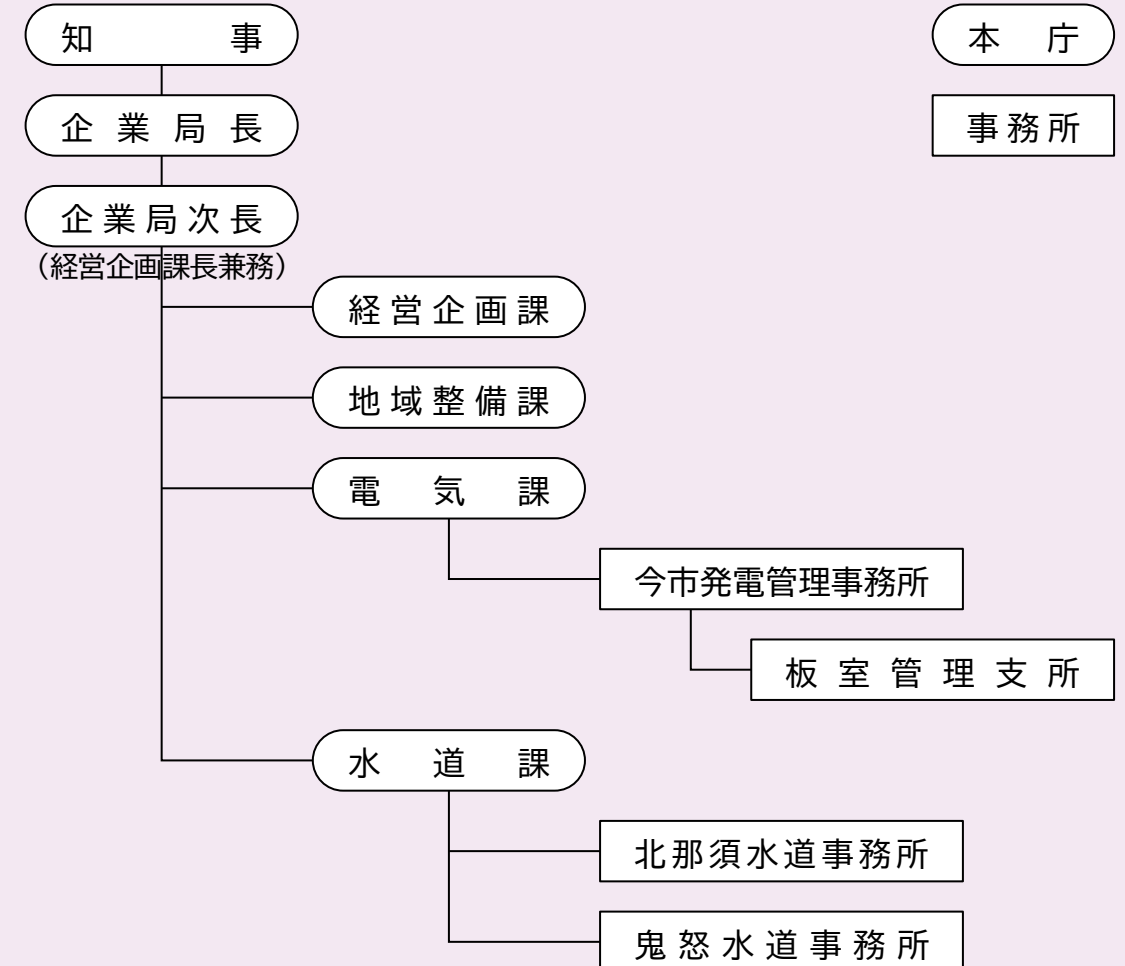 知事
本庁
企業局長
事務所
企業局次長
（経営企画課長兼務）
経営企画課
地域整備課
電気課
今市発電管理事務所
板室管理支所
水道課
北那須水道事務所
鬼怒水道事務所